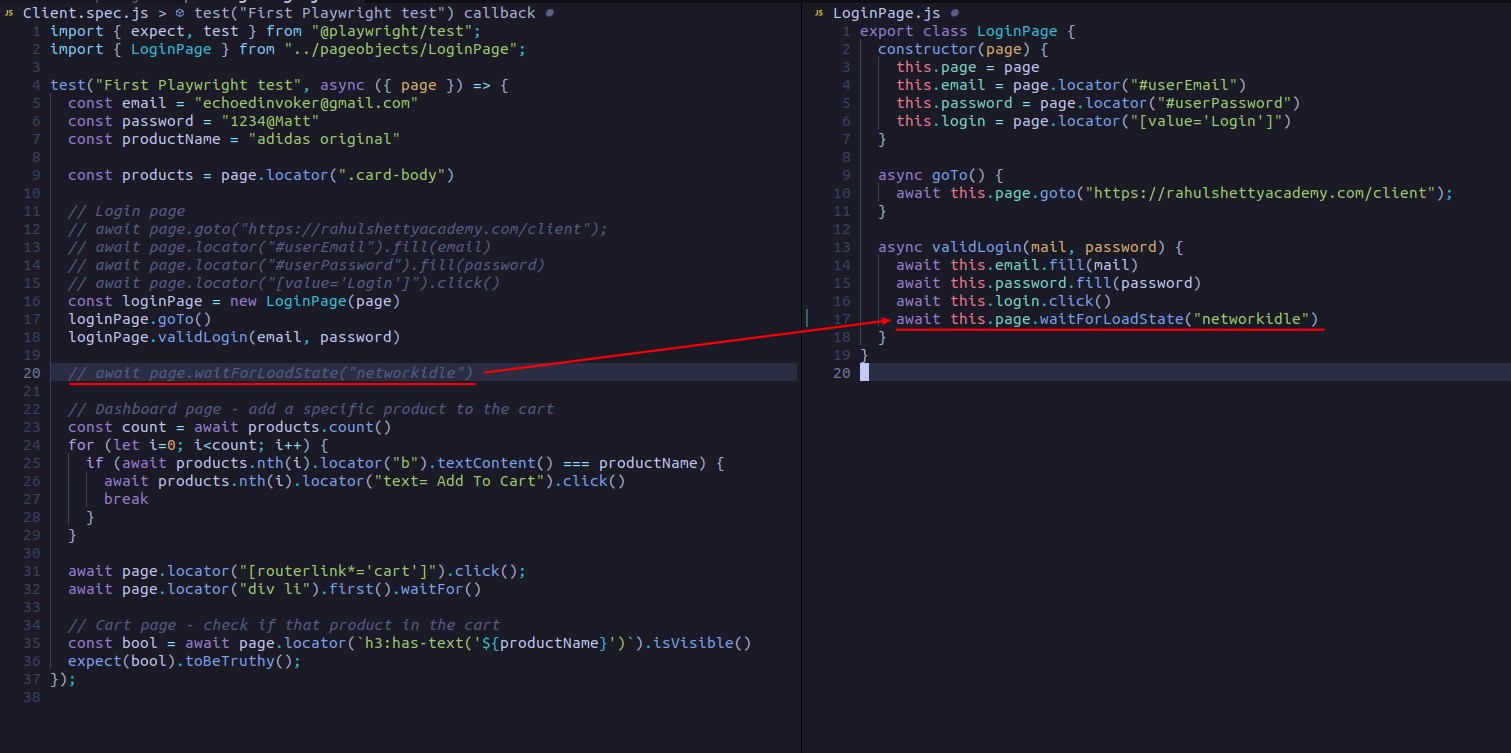 JS Client.spec.js > test("First Playwright test") callback
1 import { expect, test } from "@playwright/test";
2 import { LoginPage } from "../pageobjects/LoginPage";
3
4 test("First Playwright test", async ({ page }) => {
5 const email = "echoedinvoker@gmail.com"
6 const password = "1234@Matt"
7 const productName = "adidas original"
8
9 const products = page.locator(".card-body")
10
11 // Login page
12 // await page.goto("https://rahulshettyacademy.com/client");
13 // await page.locator("#userEmail").fill(email)
14 // await page.locator("#userPassword").fill(password)
15 // await page.locator("[value='Login']").click()
16 const loginPage = new LoginPage(page)
17 loginPage.goTo()
18 loginPage.validLogin(email, password)
19
20 // await page.waitForLoadState("networkidle")
21
22 // Dashboard page - add a specific product to the cart
23 const count = await products.count()
24 for (let i=0; i<count; i++) {
25 if (await products.nth(i).locator("b").textContent() === productName) {
26 await products.nth(i).locator("text= Add To Cart").click()
27 break
28 }
29 }
30
31 await page.locator("[routerlink*='cart']").click();
32 await page.locator("div li").first().waitFor()
33
34 // Cart page - check if that product in the cart
35 const bool = await page.locator(`h3:has-text('${productName}')`).isVisible()
36 expect(bool).toBeTruthy();
37 });
38
JS LoginPage.js
1 export class LoginPage {
2 constructor(page) {
3 this.page = page
4 this.email = page.locator("#userEmail")
5 this.password = page.locator("#userPassword")
6 this.login = page.locator("[value='Login']")
7 }
8
9 async goTo() {
10 await this.page.goto("https://rahulshettyacademy.com/client");
11 }
12
13 async validLogin(mail, password) {
14 await this.email.fill(mail)
15 await this.password.fill(password)
16 await this.login.click()
17 await this.page.waitForLoadState("networkidle")
18 }
19 }
20